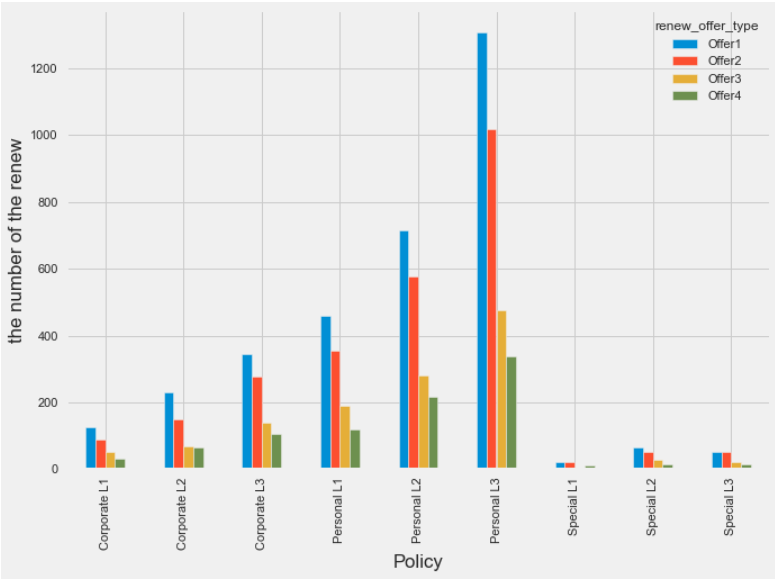 renew_offer_type
Offer1
Offer2
Offer3
Offer4
1200
1000
800
600
400
200
0
the number of the renew
Corporate L1
Corporate L2
Corporate L3
Personal L1
Personal L2
Personal L3
Special L1
Special L2
Special L3
Policy